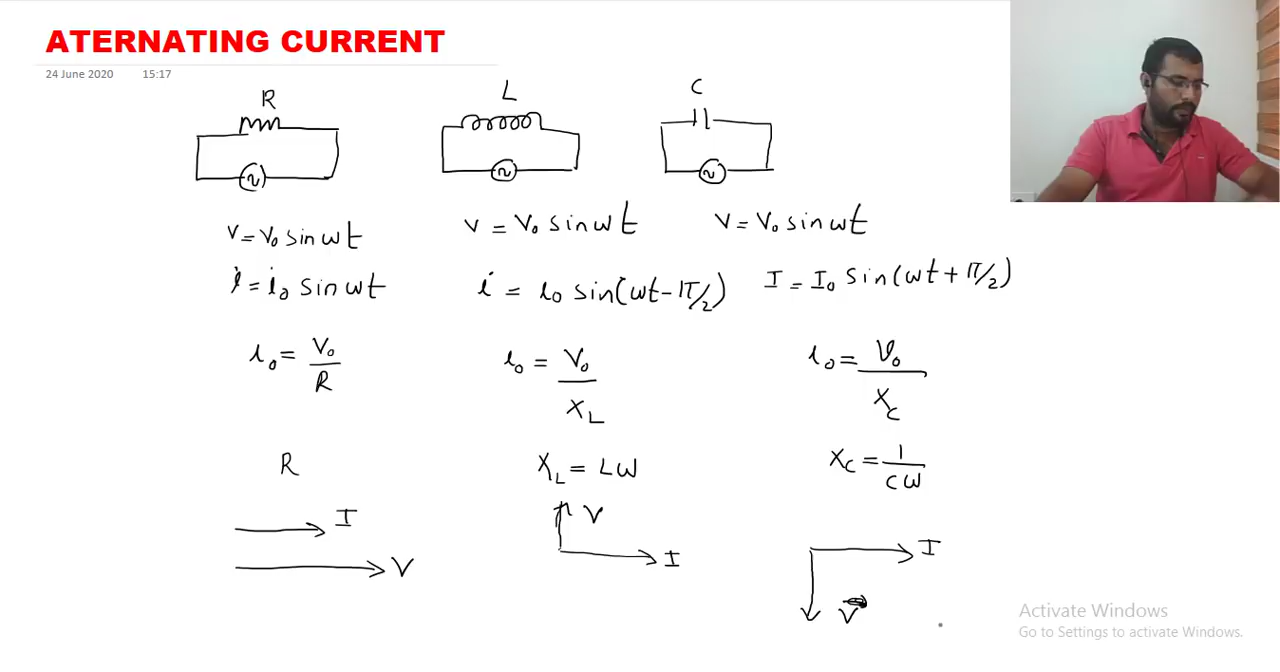 ATERNATING CURRENT
24 June 2020 15:17
R
L
C
V = V₀ sin ωt
V = V₀ sin ωt
V = V₀ sin ωt
i = i₀ sin ωt
i = i₀ sin(ωt - π/2)
I = I₀ sin(ωt + π/2)
i₀ = V₀/R
i₀ = V₀/X_L
i₀ = V₀/X_C
R
X_L = Lω
X_C = 1/Cω
I
V
V
I
I
V
Activate Windows
Go to Settings to activate Windows.